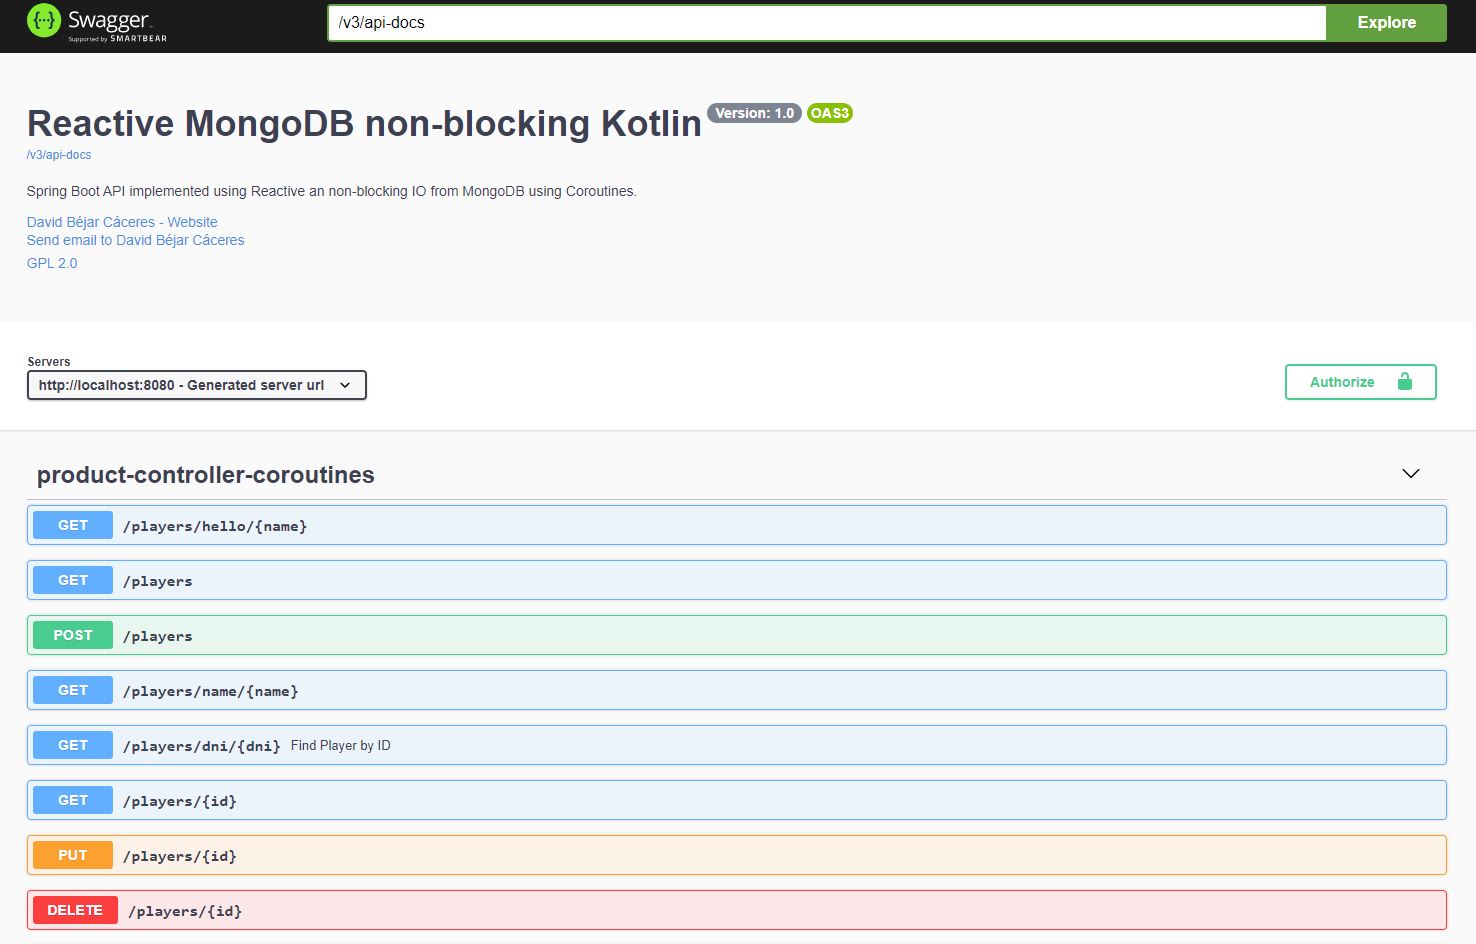 {···} Swagger
Supported by SMARTBEAR
/v3/api-docs
Explore
Reactive MongoDB non-blocking Kotlin Version: 1.0 OAS3
/v3/api-docs
Spring Boot API implemented using Reactive an non-blocking IO from MongoDB using Coroutines.
David Béjar Cáceres - Website
Send email to David Béjar Cáceres
GPL 2.0
Servers
http://localhost:8080 - Generated server url
Authorize
product-controller-coroutines
GET /players/hello/{name}
GET /players
POST /players
GET /players/name/{name}
GET /players/dni/{dni} Find Player by ID
GET /players/{id}
PUT /players/{id}
DELETE /players/{id}